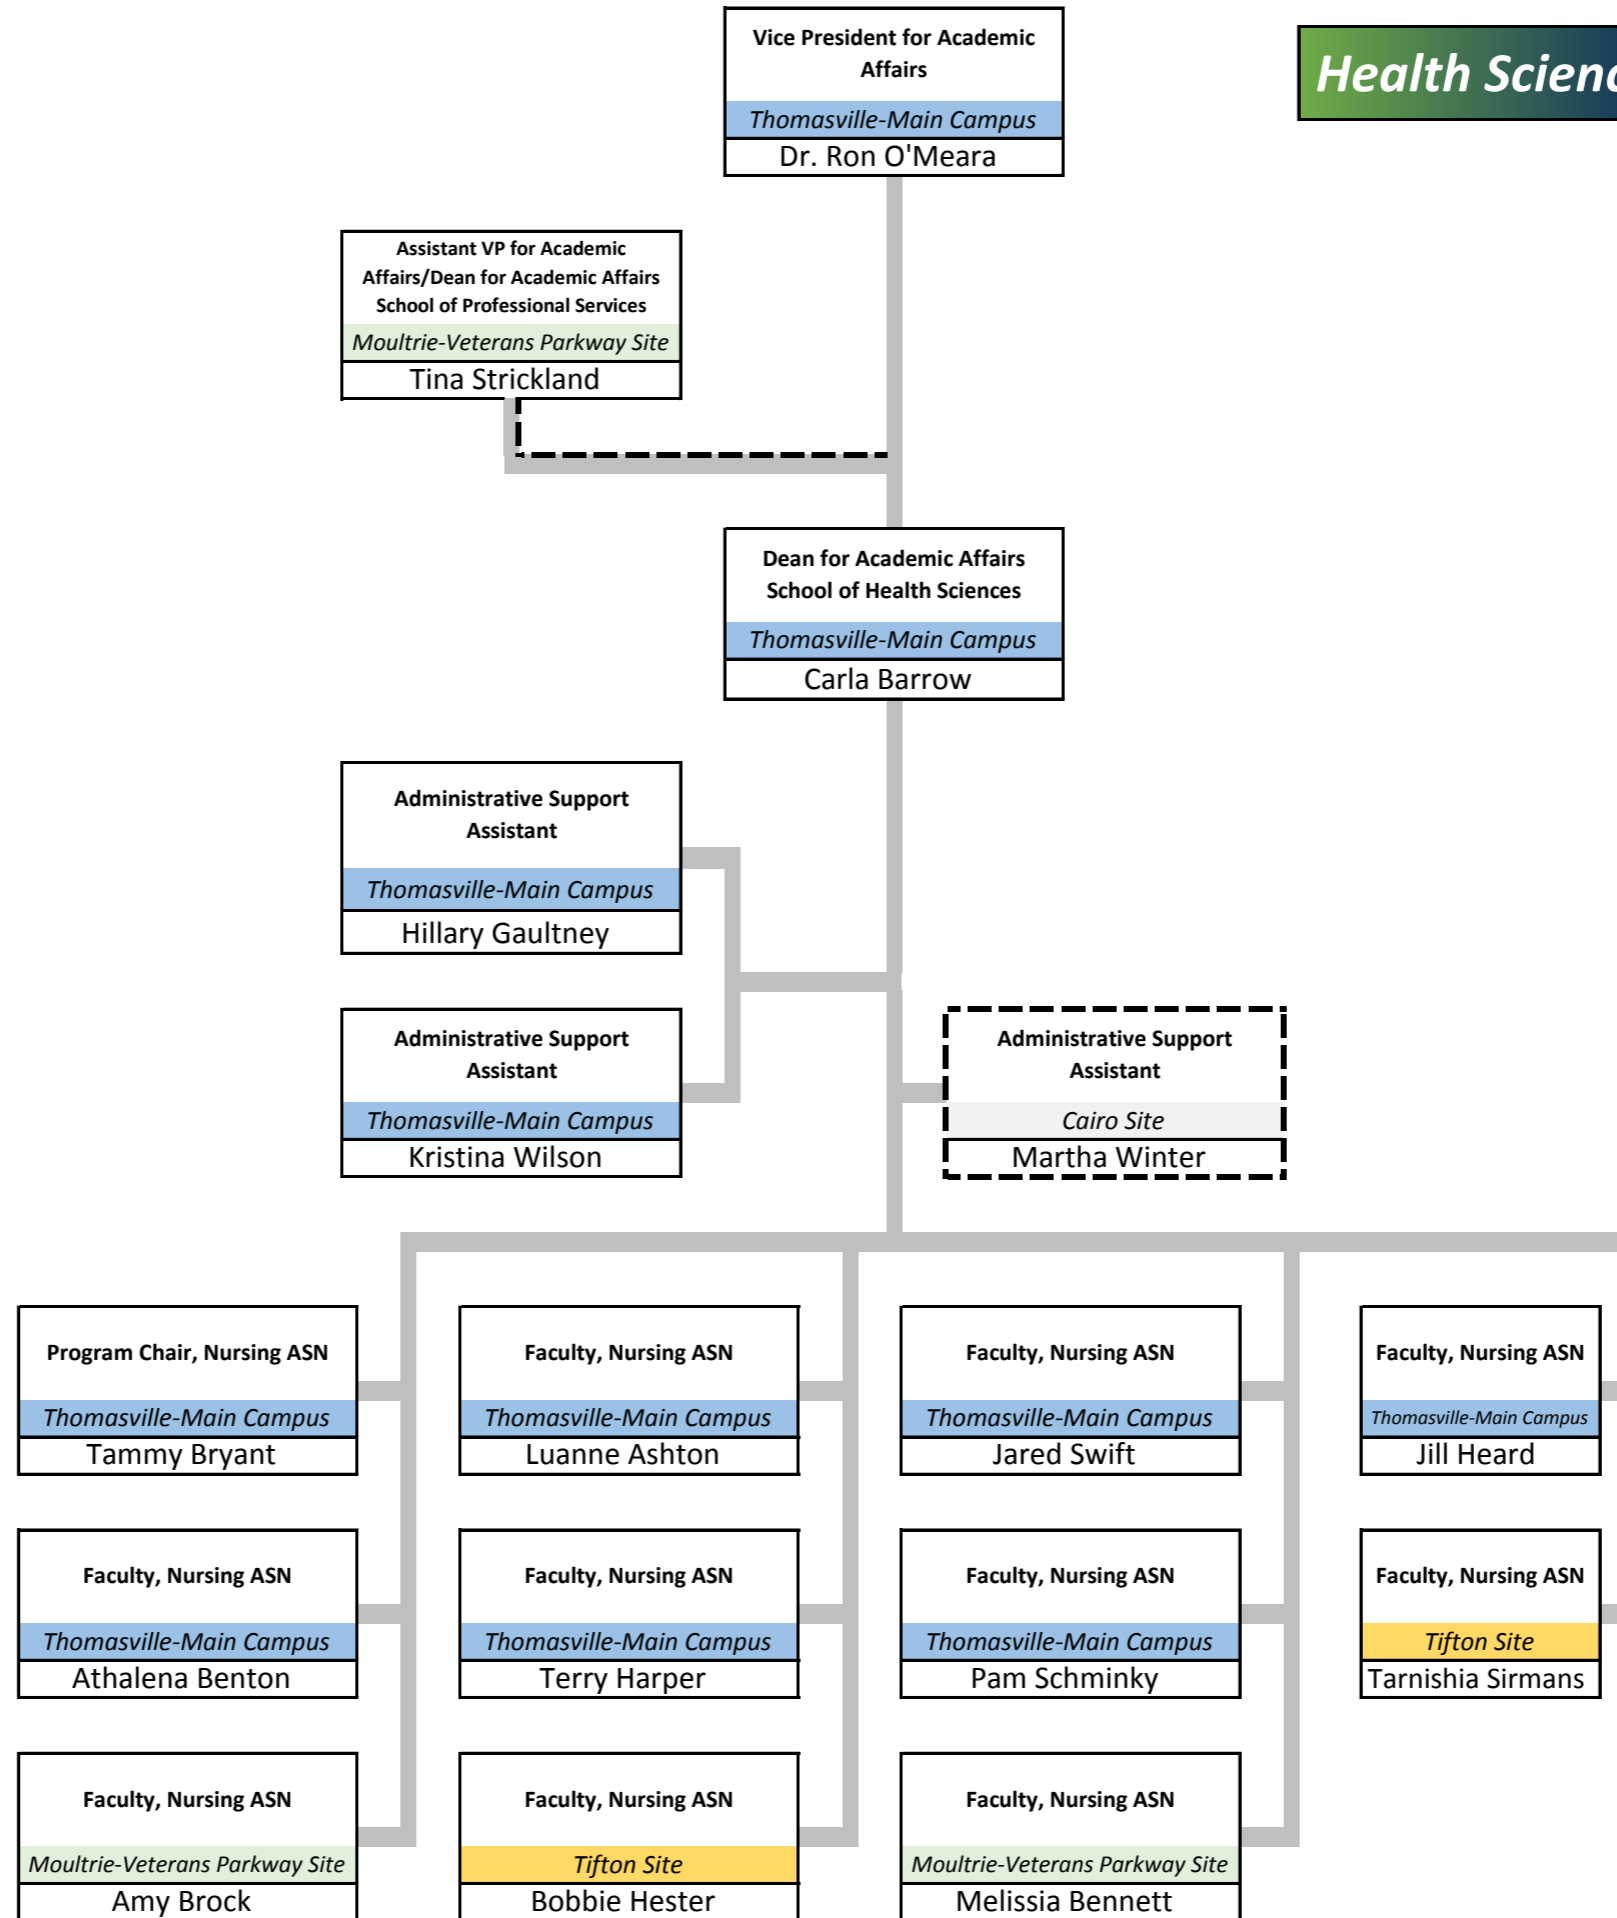 Vice President for Academic
Affairs
Thomasville-Main Campus
Dr. Ron O'Meara
Health Scienc
Assistant VP for Academic
Affairs/Dean for Academic Affairs
School of Professional Services
Moultrie-Veterans Parkway Site
Tina Strickland
Dean for Academic Affairs
School of Health Sciences
Thomasville-Main Campus
Carla Barrow
Administrative Support
Assistant
Thomasville-Main Campus
Hillary Gaultney
Administrative Support
Assistant
Thomasville-Main Campus
Kristina Wilson
Administrative Support
Assistant
Cairo Site
Martha Winter
Program Chair, Nursing ASN
Thomasville-Main Campus
Tammy Bryant
Faculty, Nursing ASN
Thomasville-Main Campus
Luanne Ashton
Faculty, Nursing ASN
Thomasville-Main Campus
Jared Swift
Faculty, Nursing ASN
Thomasville-Main Campus
Jill Heard
Faculty, Nursing ASN
Thomasville-Main Campus
Athalena Benton
Faculty, Nursing ASN
Thomasville-Main Campus
Terry Harper
Faculty, Nursing ASN
Thomasville-Main Campus
Pam Schminky
Faculty, Nursing ASN
Tifton Site
Tarnishia Sirmans
Faculty, Nursing ASN
Moultrie-Veterans Parkway Site
Amy Brock
Faculty, Nursing ASN
Tifton Site
Bobbie Hester
Faculty, Nursing ASN
Moultrie-Veterans Parkway Site
Melissia Bennett